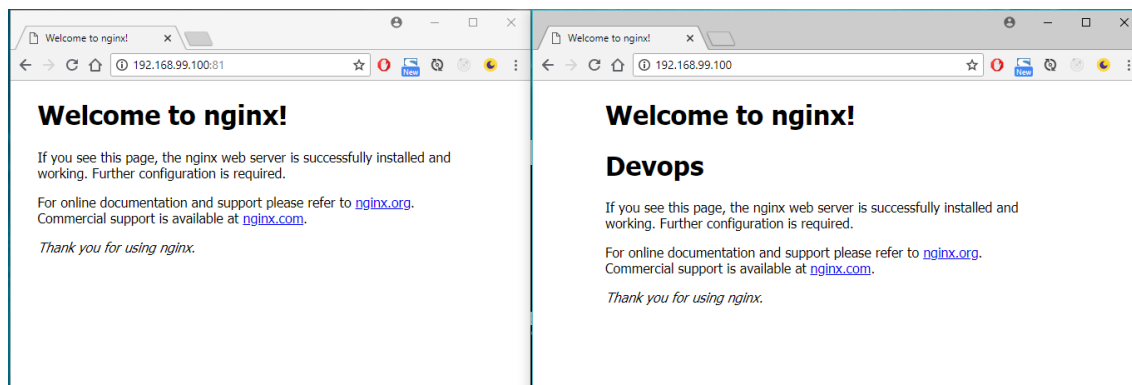 Welcome to nginx!
192.168.99.100:81
New
Welcome to nginx!
If you see this page, the nginx web server is successfully installed and
working. Further configuration is required.
For online documentation and support please refer to nginx.org.
Commercial support is available at nginx.com.
Thank you for using nginx.
Welcome to nginx!
192.168.99.100
New
Welcome to nginx!
Devops
If you see this page, the nginx web server is successfully installed and
working. Further configuration is required.
For online documentation and support please refer to nginx.org.
Commercial support is available at nginx.com.
Thank you for using nginx.